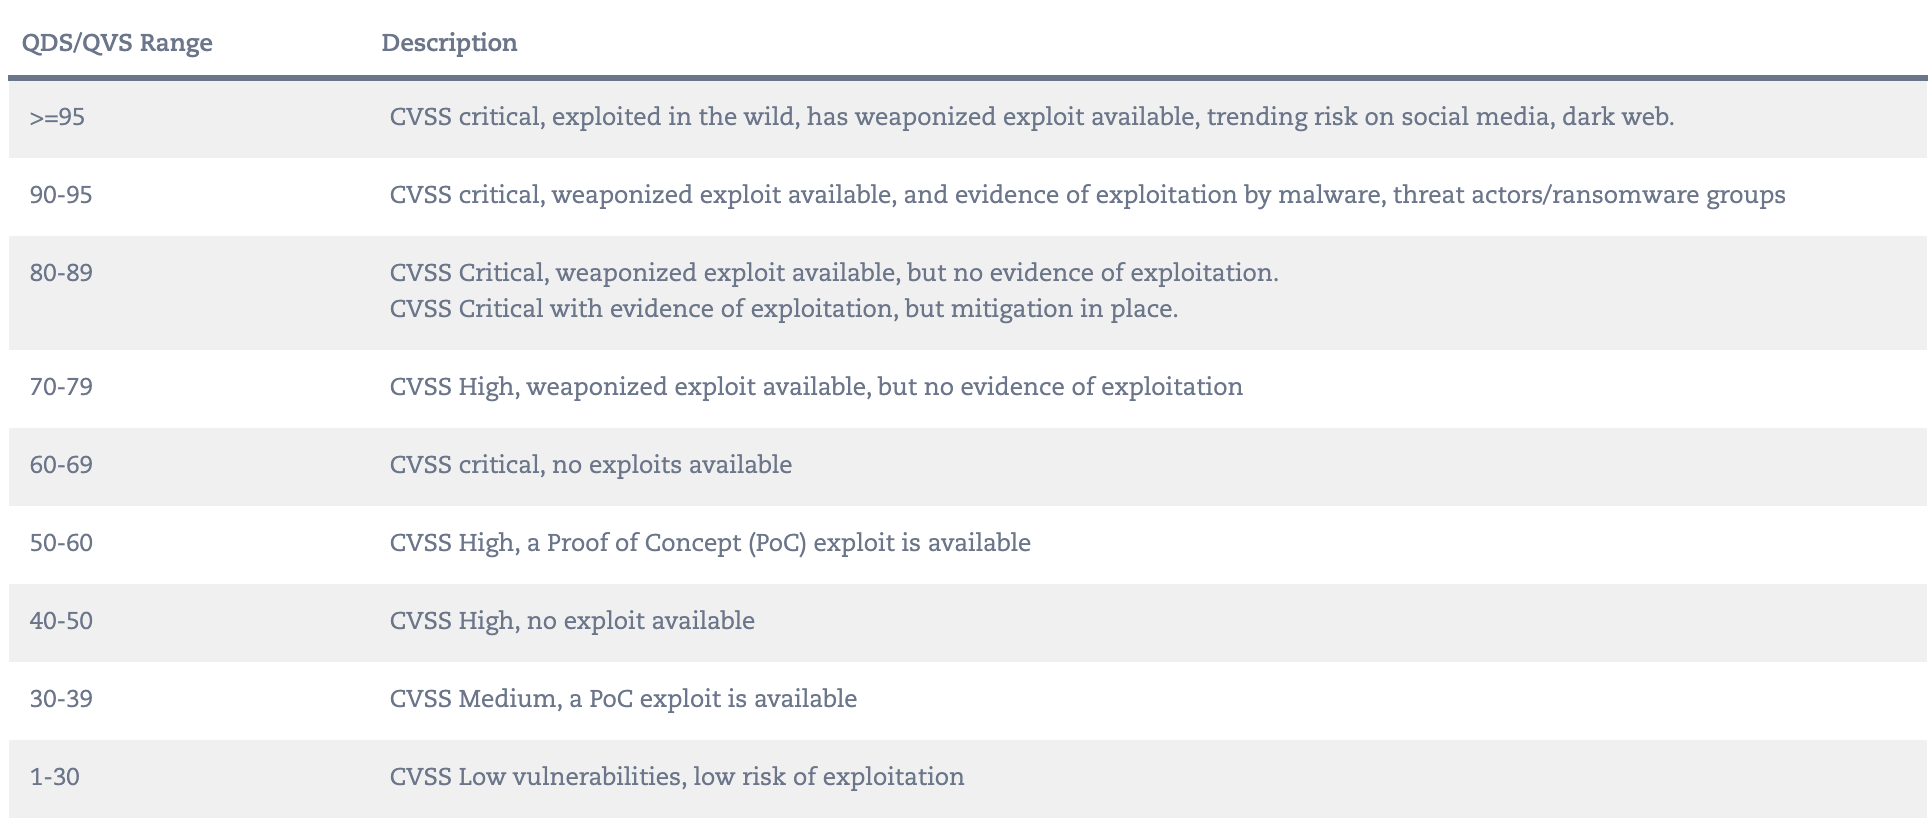 QDS/QVS Range Description
>=95 CVSS critical, exploited in the wild, has weaponized exploit available, trending risk on social media, dark web.
90-95 CVSS critical, weaponized exploit available, and evidence of exploitation by malware, threat actors/ransomware groups
80-89 CVSS Critical, weaponized exploit available, but no evidence of exploitation.
CVSS Critical with evidence of exploitation, but mitigation in place.
70-79 CVSS High, weaponized exploit available, but no evidence of exploitation
60-69 CVSS critical, no exploits available
50-60 CVSS High, a Proof of Concept (PoC) exploit is available
40-50 CVSS High, no exploit available
30-39 CVSS Medium, a PoC exploit is available
1-30 CVSS Low vulnerabilities, low risk of exploitation